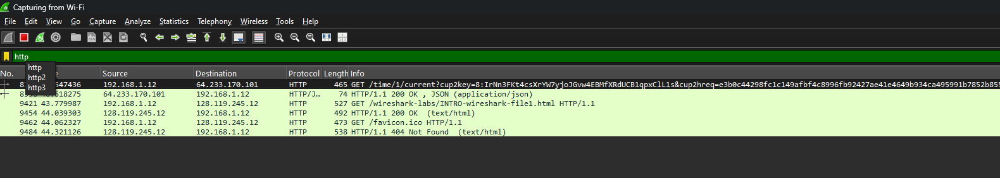 Capturing from Wi-Fi
File Edit View Go Capture Analyze Statistics Telephony Wireless Tools Help
http
http
http2
http3
No. Source Destination Protocol Length Info
547436 192.168.1.12 64.233.170.101 HTTP 465 GET /time/1/current?cup2key=8:IrNn3FKt4csXrYW7yjoJGvw4EBMfXRdUCB1qpxClL1s&cup2hreq=e3b0c44298fc1c149afbf4c8996fb92427ae41e4649b934ca495991b7852b855
618275 64.233.170.101 192.168.1.12 HTTP/J… 74 HTTP/1.1 200 OK , JSON (application/json)
9421 43.779987 192.168.1.12 128.119.245.12 HTTP 527 GET /wireshark-labs/INTRO-wireshark-file1.html HTTP/1.1
9454 44.039303 128.119.245.12 192.168.1.12 HTTP 492 HTTP/1.1 200 OK (text/html)
9462 44.062327 192.168.1.12 128.119.245.12 HTTP 473 GET /favicon.ico HTTP/1.1
9484 44.321126 128.119.245.12 192.168.1.12 HTTP 538 HTTP/1.1 404 Not Found (text/html)